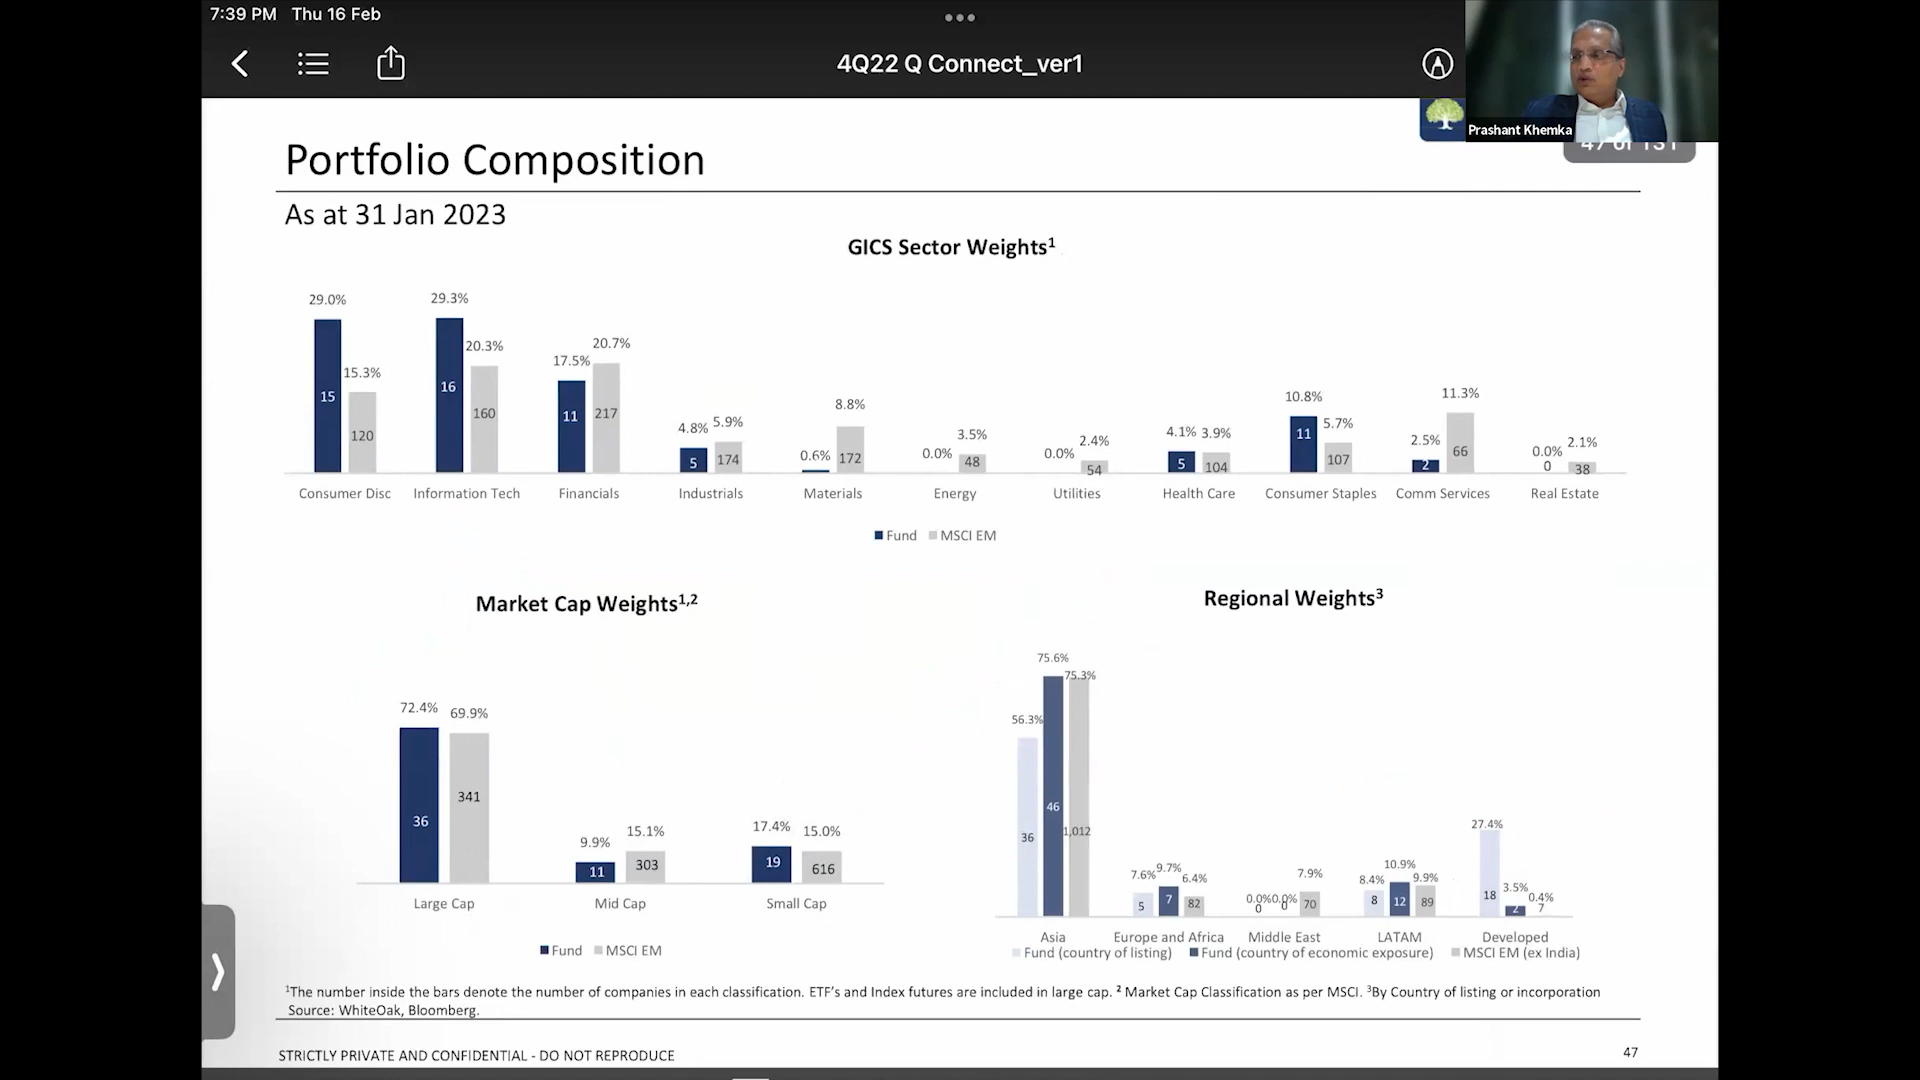 7:39 PM Thu 16 Feb
4Q22 Q Connect_ver1
Prashant Khemka
47 of 131
Portfolio Composition
As at 31 Jan 2023
GICS Sector Weights1
29.0% 29.3%
20.3% 20.7%
15.3% 17.5%
15 120 16 160 11 217
4.8% 5.9% 0.6% 8.8% 0.0% 3.5% 0.0% 2.4% 4.1% 3.9% 10.8% 5.7% 2.5% 11.3% 0.0% 2.1%
5 174 172 48 54 5 104 11 107 2 66 0 38
Consumer Disc Information Tech Financials Industrials Materials Energy Utilities Health Care Consumer Staples Comm Services Real Estate
Fund MSCI EM
Market Cap Weights1,2
72.4% 69.9%
36 341
9.9% 15.1% 17.4% 15.0%
11 303 19 616
Large Cap Mid Cap Small Cap
Fund MSCI EM
Regional Weights3
56.3% 75.6% 75.3%
36 46 1,012
7.6% 9.7% 6.4% 0.0% 0.0% 7.9% 8.4% 10.9% 9.9% 27.4% 3.5% 0.4%
5 7 82 0 0 70 8 12 89 18 2 7
Asia Europe and Africa Middle East LATAM Developed
Fund (country of listing) Fund (country of economic exposure) MSCI EM (ex India)
1The number inside the bars denote the number of companies in each classification. ETF's and Index futures are included in large cap. 2 Market Cap Classification as per MSCI. 3By Country of listing or incorporation
Source: WhiteOak, Bloomberg.
STRICTLY PRIVATE AND CONFIDENTIAL - DO NOT REPRODUCE
47